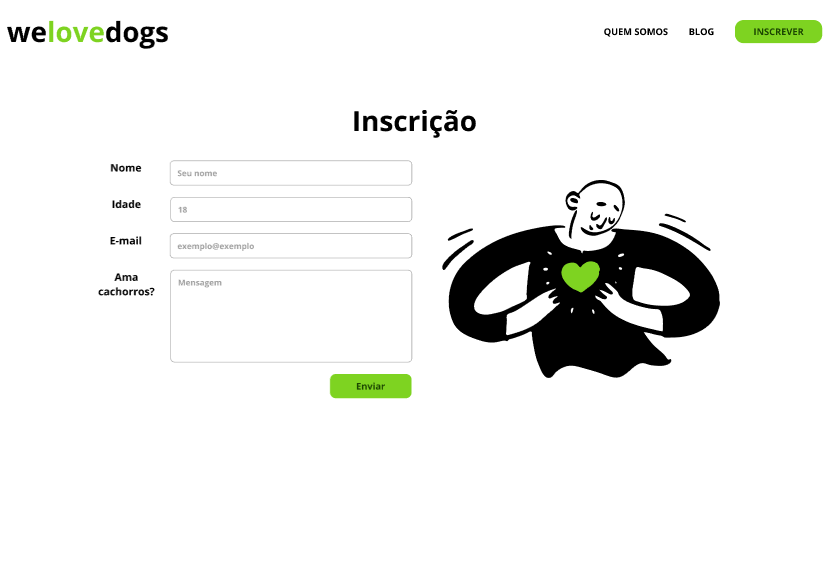 welovedogs
QUEM SOMOS
BLOG
INSCREVER
Inscrição
Nome
Seu nome
Idade
18
E-mail
exemplo@exemplo
Ama
cachorros?
Mensagem
Enviar